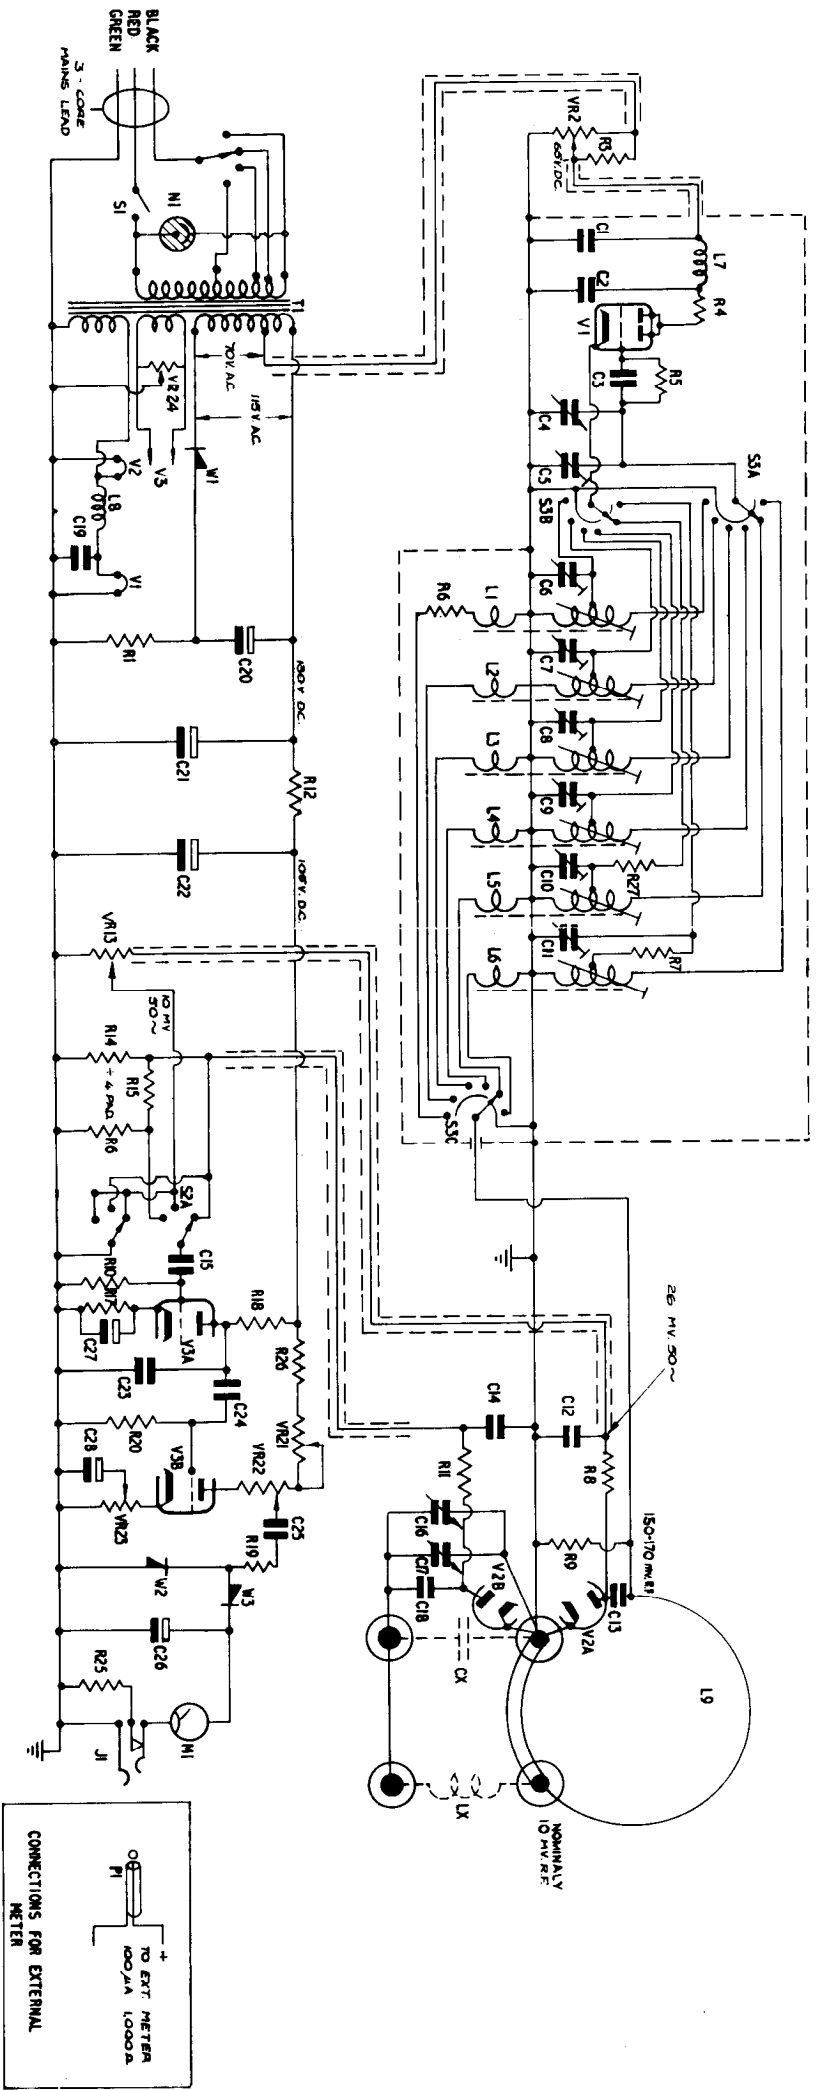 BLACK
RED
GREEN
3 - CORE
MAINS LEAD
S1
N1
T1
70V. A.C.
115V. A.C.
VR24
V3
W1
V2
L8
C19
V1
R1
C20
130V. D.C.
C21
R12
C22
105V. D.C.
VR13
10 MV
50~
R14
÷ 4 PAD
R15
R6
S2A
C15
R10
R17
C27
V3A
R18
C23
C24
R26
R20
V3B
VR21
VR22
C28
VR23
C25
R19
W2
W3
C26
R25
M1
J1
VR2
R3
65V. D.C.
C1
C2
L7
R4
V1
C3
R5
C4
C5
S3A
S3B
C6
R6
L1
C7
L2
C8
L3
C9
L4
C10
R27
L5
C11
R7
L6
S3C
26 MV. 50~
C14
C12
R11
R8
C16
C17
C18
V2B
R9
150-170 MV. R.F.
C13
V2A
CX
L9
LX
NOMINALY
10 MV. R.F.
P1
+
TO EXT. METER
100µA 1,000Ω
CONNECTIONS FOR EXTERNAL
METER